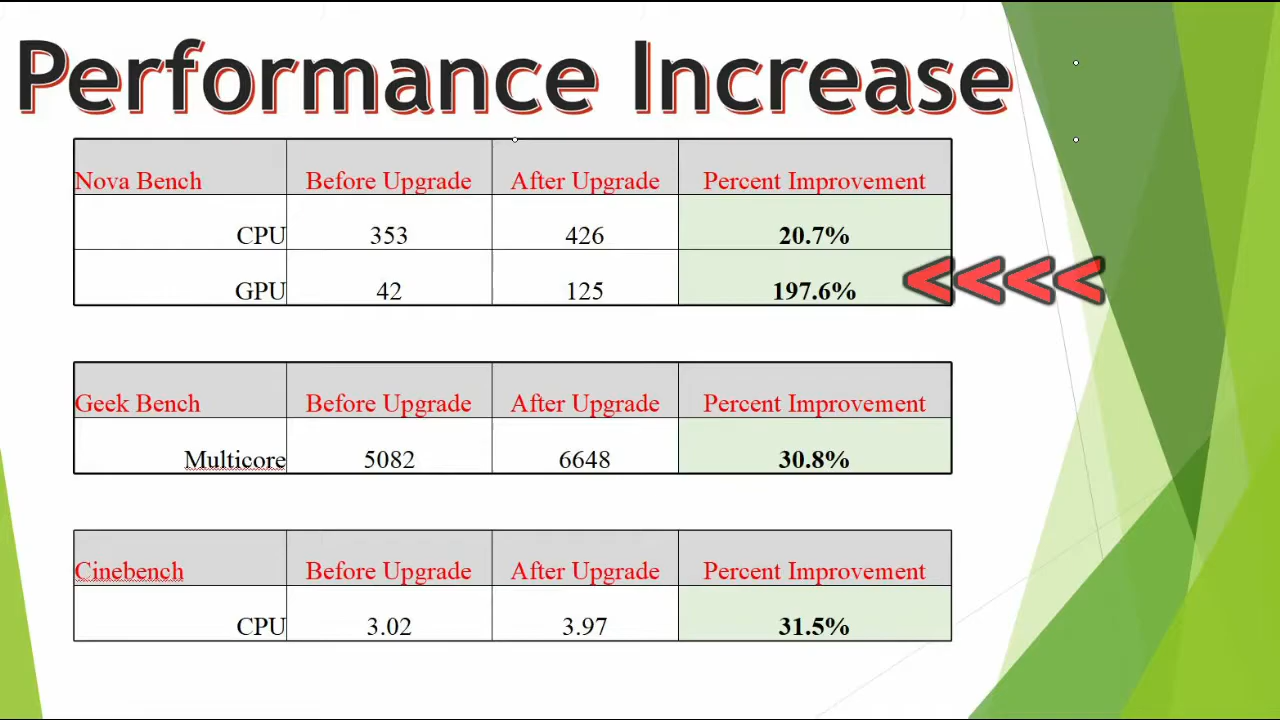 Performance Increase
Nova Bench Before Upgrade After Upgrade Percent Improvement
CPU 353 426 20.7%
GPU 42 125 197.6%
Geek Bench Before Upgrade After Upgrade Percent Improvement
Multicore 5082 6648 30.8%
Cinebench Before Upgrade After Upgrade Percent Improvement
CPU 3.02 3.97 31.5%